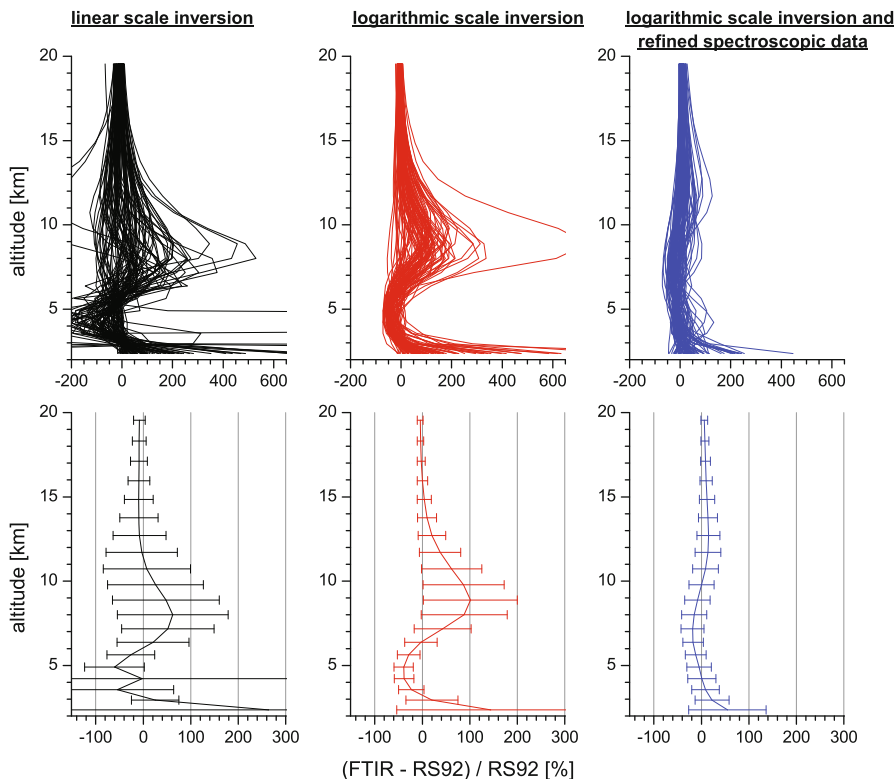 linear scale inversion
logarithmic scale inversion
logarithmic scale inversion and
refined spectroscopic data
20
15
10
5
altitude [km]
-200 0 200 400 600
20
15
10
5
-200 0 200 400 600
20
15
10
5
-200 0 200 400 600
20
15
10
5
altitude [km]
-100 0 100 200 300
20
15
10
5
-100 0 100 200 300
20
15
10
5
-100 0 100 200 300
(FTIR - RS92) / RS92 [%]